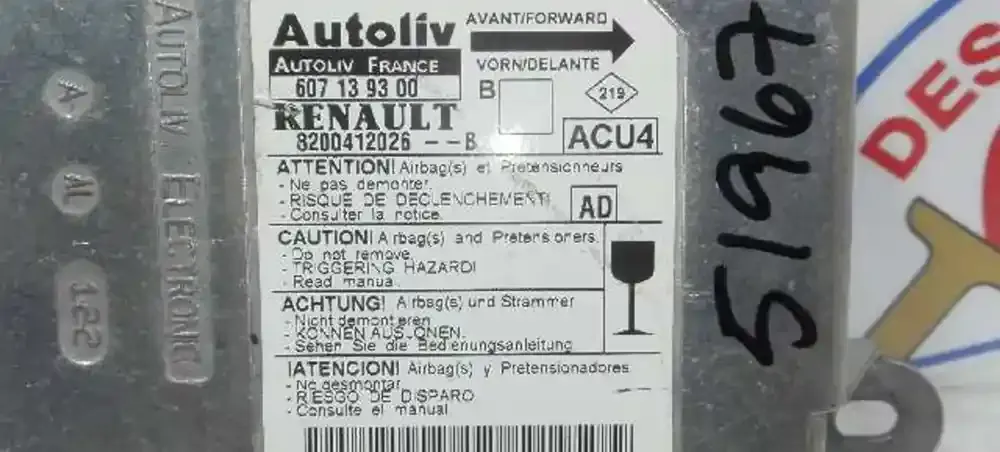 AUTOLIV ELECTRONIC
A
M
122
Autoliv
AUTOLIV FRANCE
607 13 93 00
RENAULT
8200412026 --B
AVANT/FORWARD
VORN/DELANTE
B
219
ACU4
ATTENTION! Airbag(s) et Pretensionneurs
- Ne pas demonter.
- RISQUE DE DECLENCHEMENT!
- Consulter la notice.
AD
CAUTION! Airbag(s) and Pretensioners.
- Do not remove
- TRIGGERING HAZARD!
- Read manual
ACHTUNG! Airbag(s) und Strammer
- Nicht demontieren
- KONNEN AUSLÖNEN.
- Sehen Sie die Bedienungsanleitung
¡ATENCION! Airbag(s) y Pretensionadores
- No desmontar
- RIESGO DE DISPARO
- Consulte el manual
51967
DES